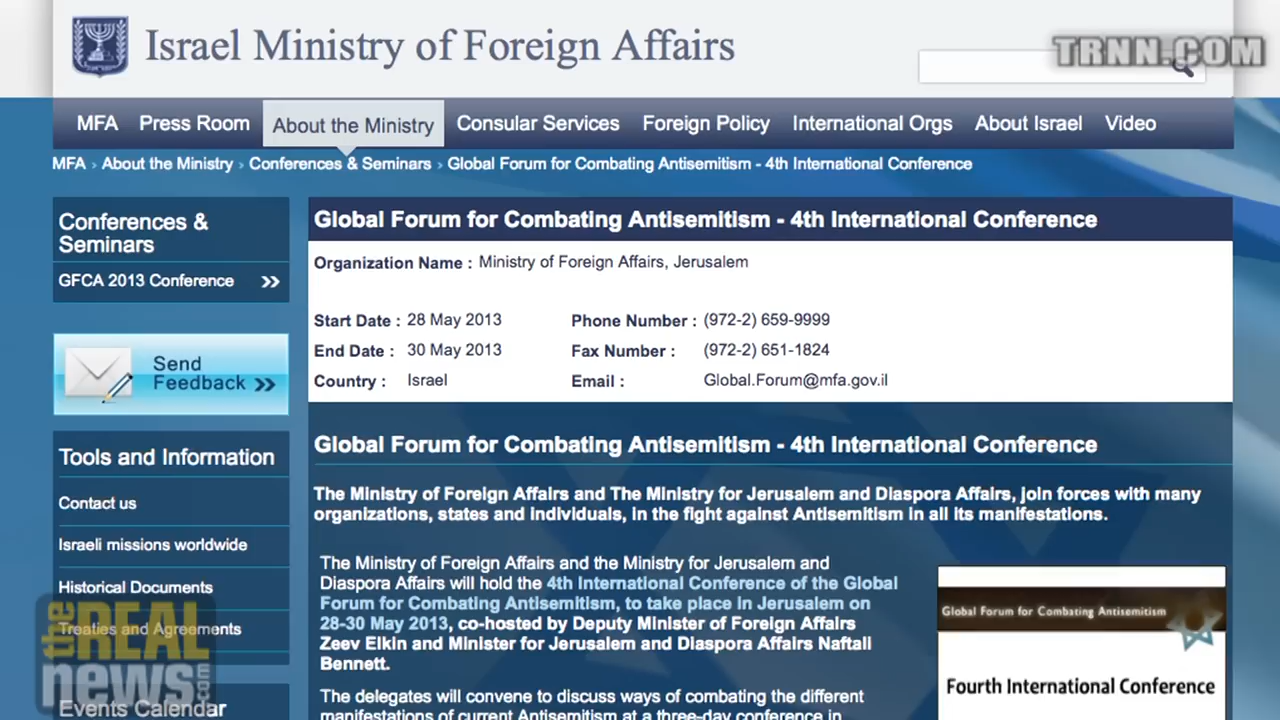 Israel Ministry of Foreign Affairs
TRNN.COM
MFA Press Room About the Ministry Consular Services Foreign Policy International Orgs About Israel Video
MFA › About the Ministry › Conferences & Seminars › Global Forum for Combating Antisemitism - 4th International Conference
Conferences &
Seminars
GFCA 2013 Conference »
Send
Feedback »
Tools and Information
Contact us
Israeli missions worldwide
Historical Documents
Treaties and Agreements
Events Calendar
the REAL
news.com
Global Forum for Combating Antisemitism - 4th International Conference
Organization Name : Ministry of Foreign Affairs, Jerusalem
Start Date : 28 May 2013 Phone Number : (972-2) 659-9999
End Date : 30 May 2013 Fax Number : (972-2) 651-1824
Country : Israel Email : Global.Forum@mfa.gov.il
Global Forum for Combating Antisemitism - 4th International Conference
The Ministry of Foreign Affairs and The Ministry for Jerusalem and Diaspora Affairs, join forces with many
organizations, states and individuals, in the fight against Antisemitism in all its manifestations.
The Ministry of Foreign Affairs and the Ministry for Jerusalem and
Diaspora Affairs will hold the 4th International Conference of the Global
Forum for Combating Antisemitism, to take place in Jerusalem on
28-30 May 2013, co-hosted by Deputy Minister of Foreign Affairs
Zeev Elkin and Minister for Jerusalem and Diaspora Affairs Naftali
Bennett.
The delegates will convene to discuss ways of combating the different
manifestations of current Antisemitism at a three-day conference in
Global Forum for Combating Antisemitism
Fourth International Conference